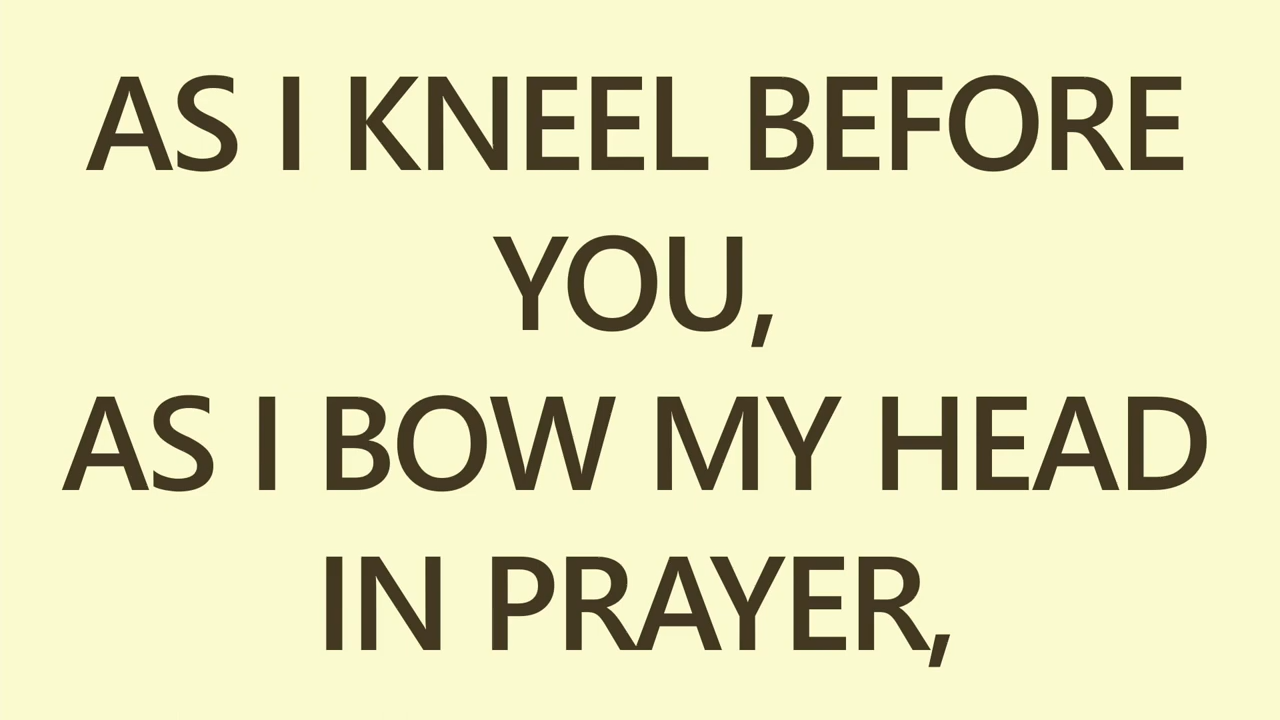 AS I KNEEL BEFORE
YOU,
AS I BOW MY HEAD
IN PRAYER,